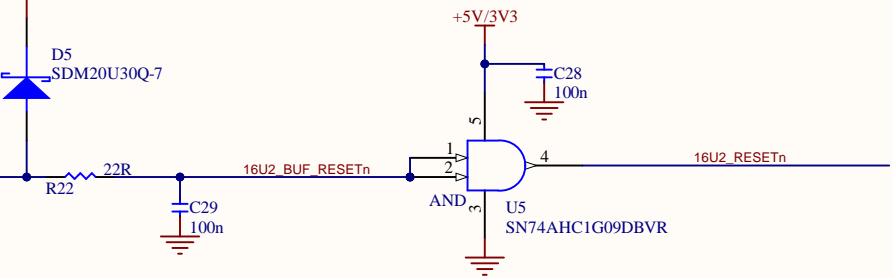 +5V/3V3
D5
SDM20U30Q-7
C28
100n
5
22R
R22
16U2_BUF_RESETn
1
2
4
16U2_RESETn
AND
3
U5
SN74AHC1G09DBVR
C29
100n